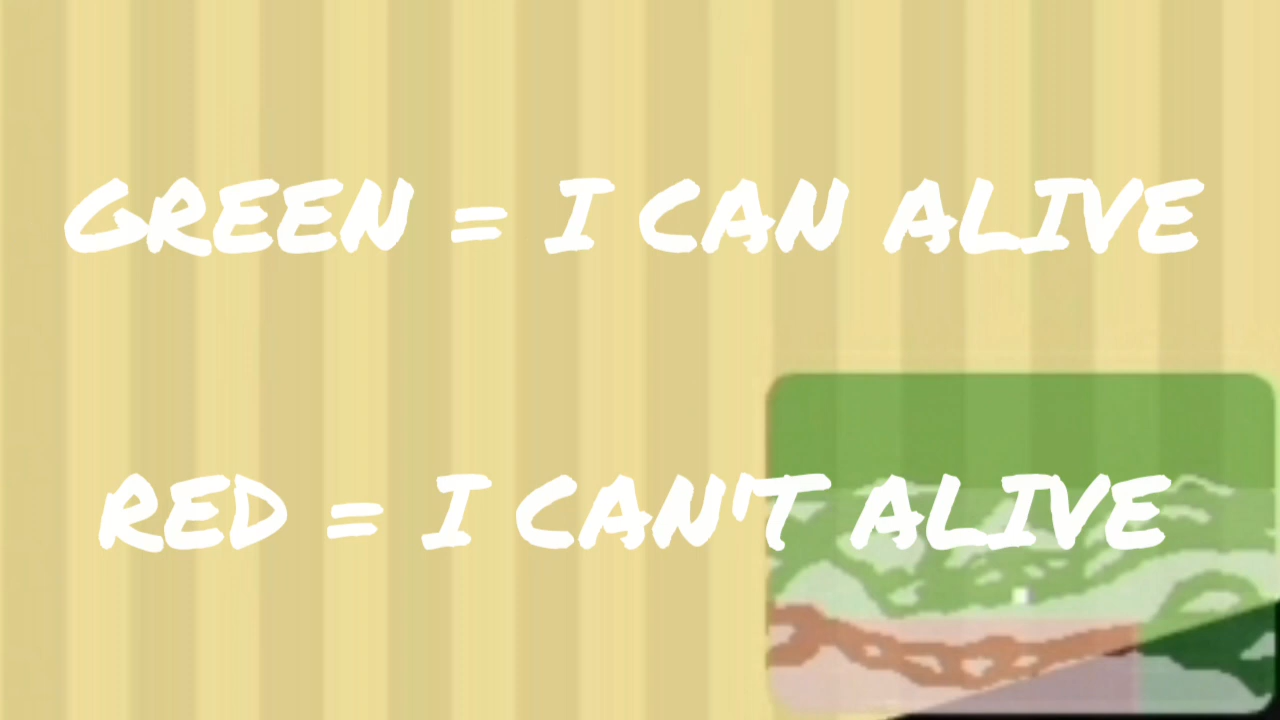 GREEN = I CAN ALIVE
RED = I CAN'T ALIVE